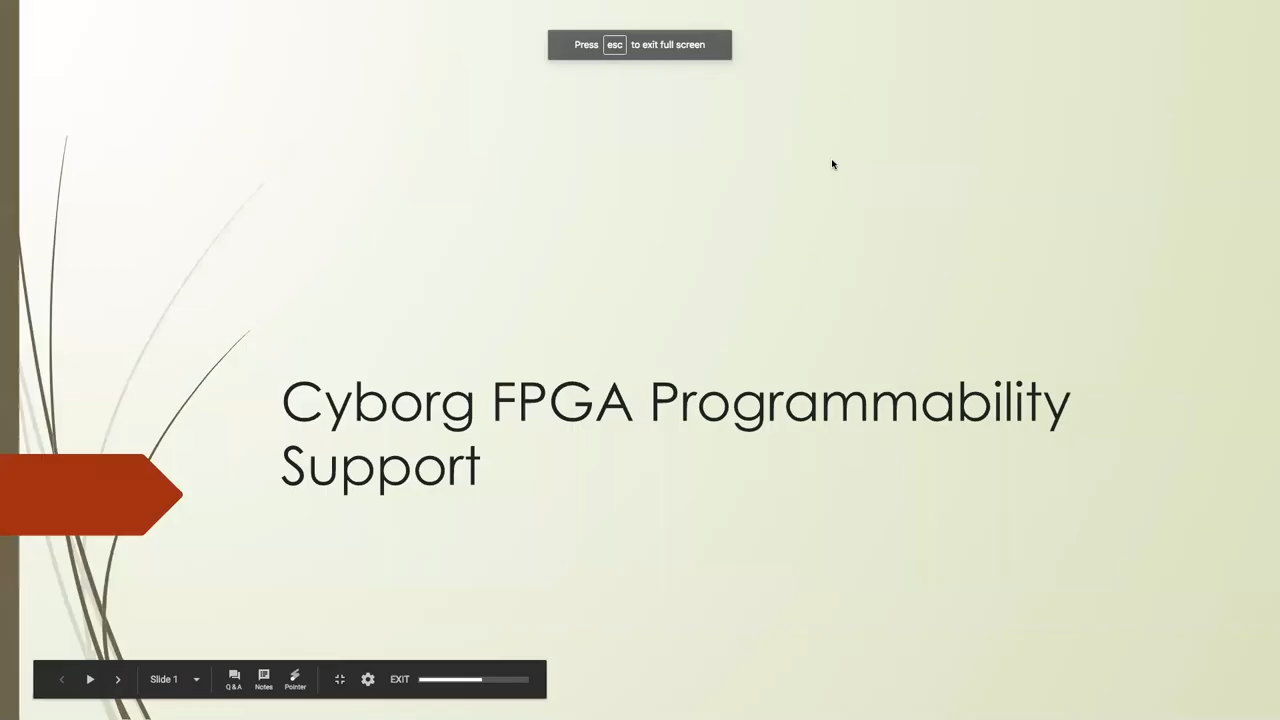 Press esc to exit full screen
Cyborg FPGA Programmability
Support
Slide 1 Q&A Notes Pointer EXIT